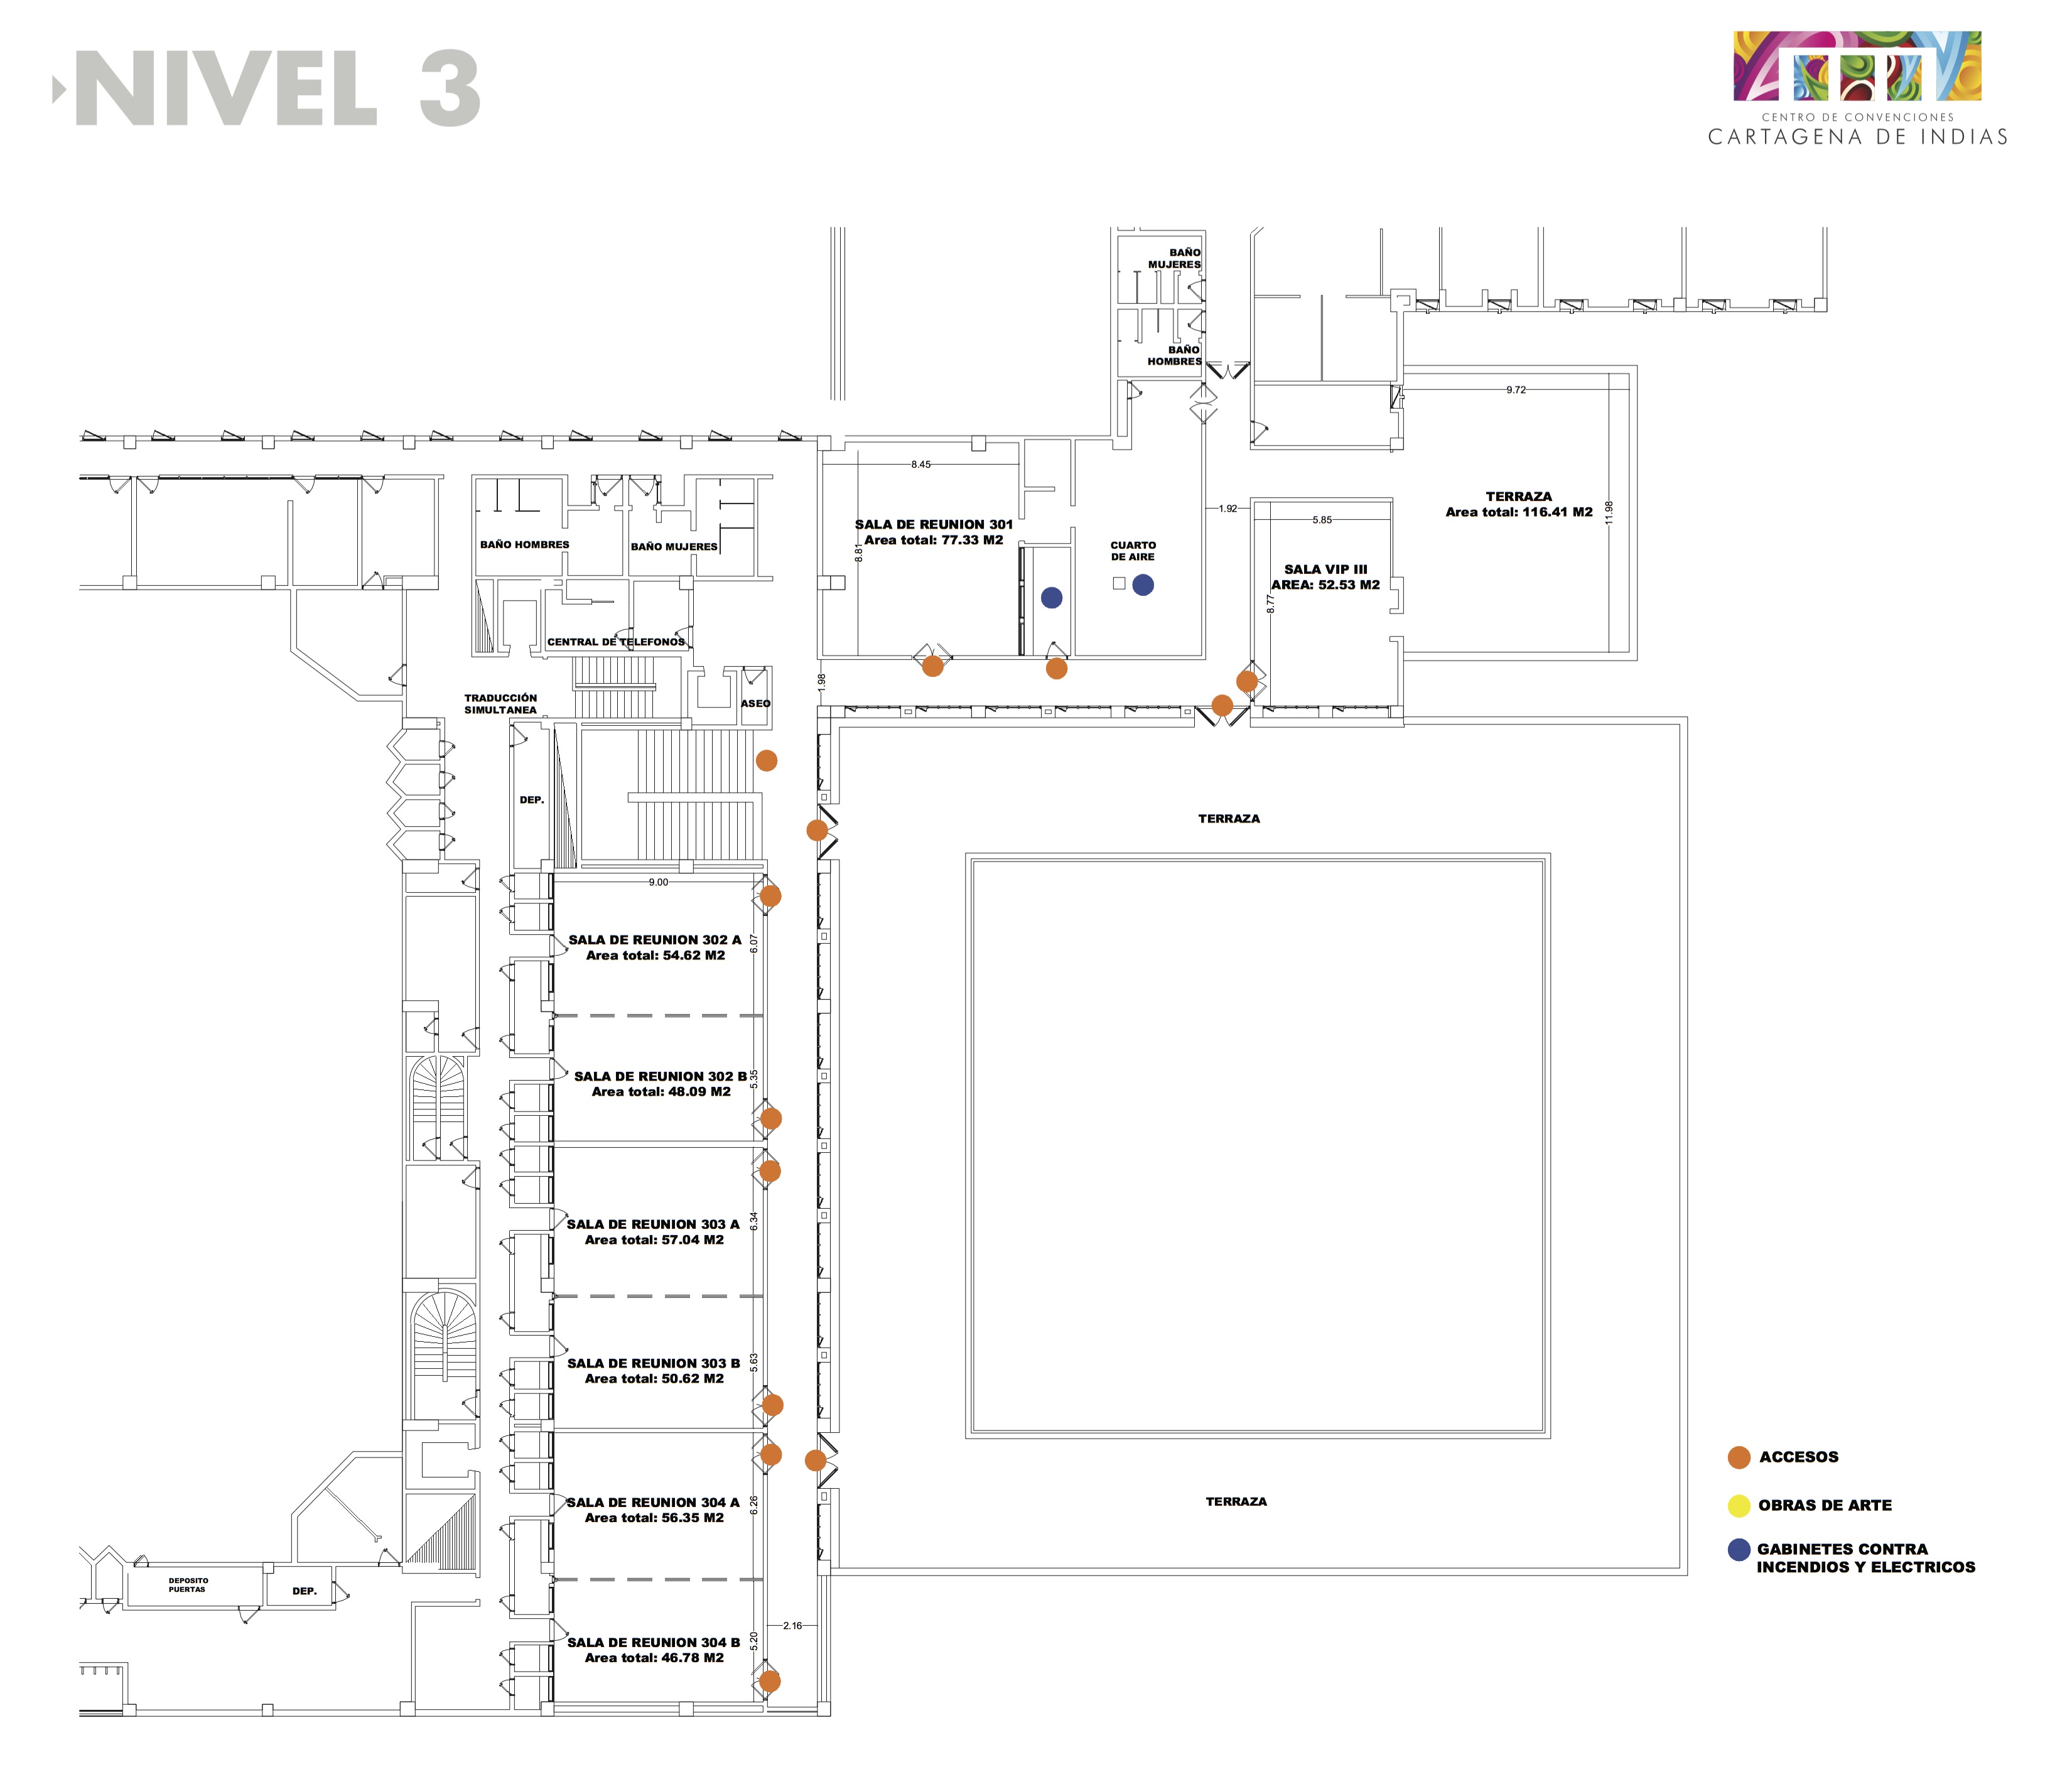 NIVEL 3
CENTRO DE CONVENCIONES
CARTAGENA DE INDIAS
BAÑO
MUJERES
BAÑO
HOMBRES
9.72
8.45
TERRAZA
Area total: 116.41 M2
11.98
1.92
5.85
SALA DE REUNION 301
Area total: 77.33 M2
8.81
BAÑO HOMBRES
BAÑO MUJERES
CUARTO
DE AIRE
SALA VIP III
AREA: 52.53 M2
8.77
CENTRAL DE TELEFONOS
1.98
TRADUCCIÓN
SIMULTANEA
ASEO
DEP.
TERRAZA
9.00
SALA DE REUNION 302 A
Area total: 54.62 M2
6.07
SALA DE REUNION 302 B
Area total: 48.09 M2
5.35
SALA DE REUNION 303 A
Area total: 57.04 M2
6.34
SALA DE REUNION 303 B
Area total: 50.62 M2
5.63
ACCESOS
SALA DE REUNION 304 A
Area total: 56.35 M2
6.26
TERRAZA
OBRAS DE ARTE
GABINETES CONTRA
INCENDIOS Y ELECTRICOS
DEPOSITO
PUERTAS
DEP.
2.16
SALA DE REUNION 304 B
Area total: 46.78 M2
5.20